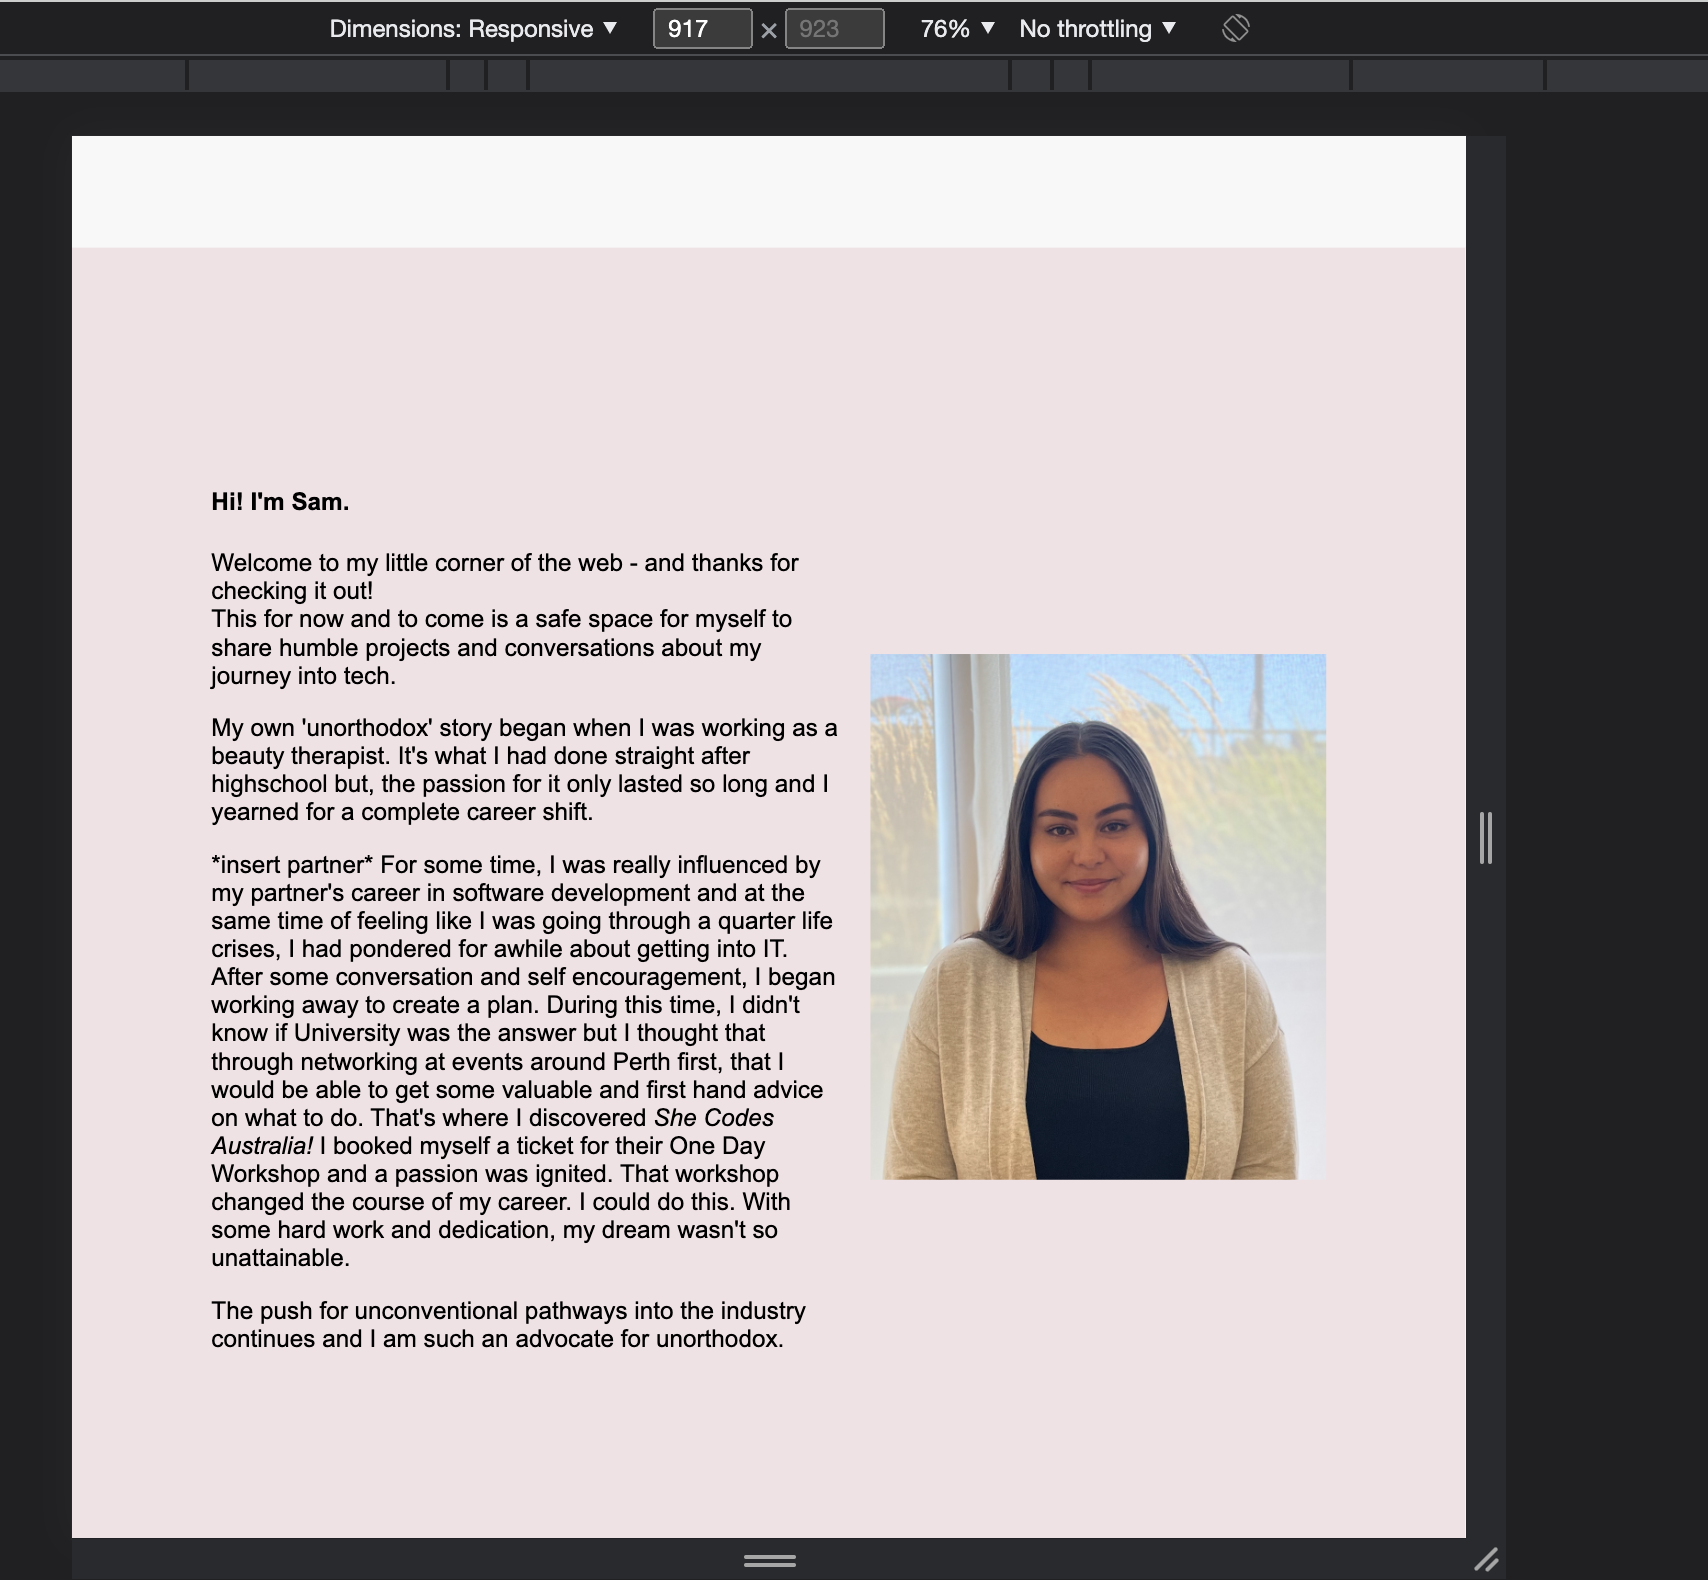 Dimensions: Responsive ▼ 917 × 923 76% ▼ No throttling ▼
Hi! I'm Sam.
Welcome to my little corner of the web - and thanks for
checking it out!
This for now and to come is a safe space for myself to
share humble projects and conversations about my
journey into tech.
My own 'unorthodox' story began when I was working as a
beauty therapist. It's what I had done straight after
highschool but, the passion for it only lasted so long and I
yearned for a complete career shift.
*insert partner* For some time, I was really influenced by
my partner's career in software development and at the
same time of feeling like I was going through a quarter life
crises, I had pondered for awhile about getting into IT.
After some conversation and self encouragement, I began
working away to create a plan. During this time, I didn't
know if University was the answer but I thought that
through networking at events around Perth first, that I
would be able to get some valuable and first hand advice
on what to do. That's where I discovered She Codes
Australia! I booked myself a ticket for their One Day
Workshop and a passion was ignited. That workshop
changed the course of my career. I could do this. With
some hard work and dedication, my dream wasn't so
unattainable.
The push for unconventional pathways into the industry
continues and I am such an advocate for unorthodox.